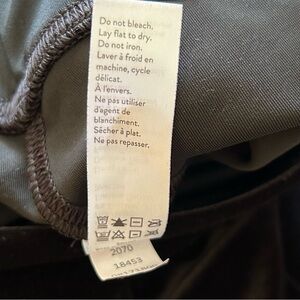 Do not bleach.
Lay flat to dry.
Do not iron.
Laver à froid en
machine, cycle
délicat.
À l'envers.
Ne pas utiliser
d'agent de
blanchiment.
Sécher à plat.
Ne pas repasser.
2070
18453